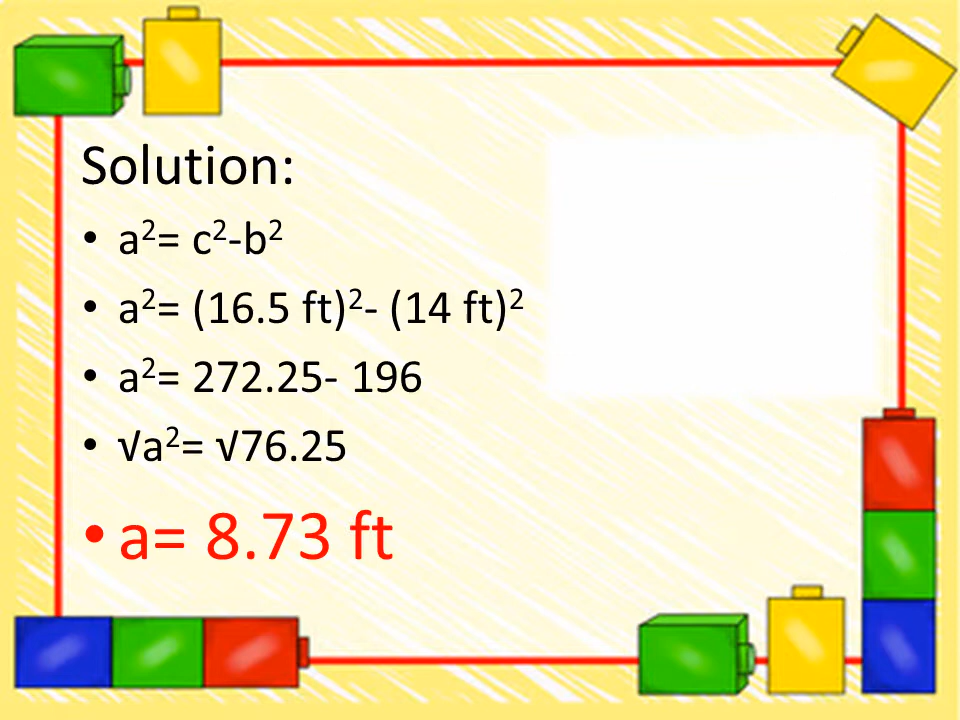 Solution:
• a²= c²-b²
• a²= (16.5 ft)²- (14 ft)²
• a²= 272.25- 196
• √a²= √76.25
• a= 8.73 ft